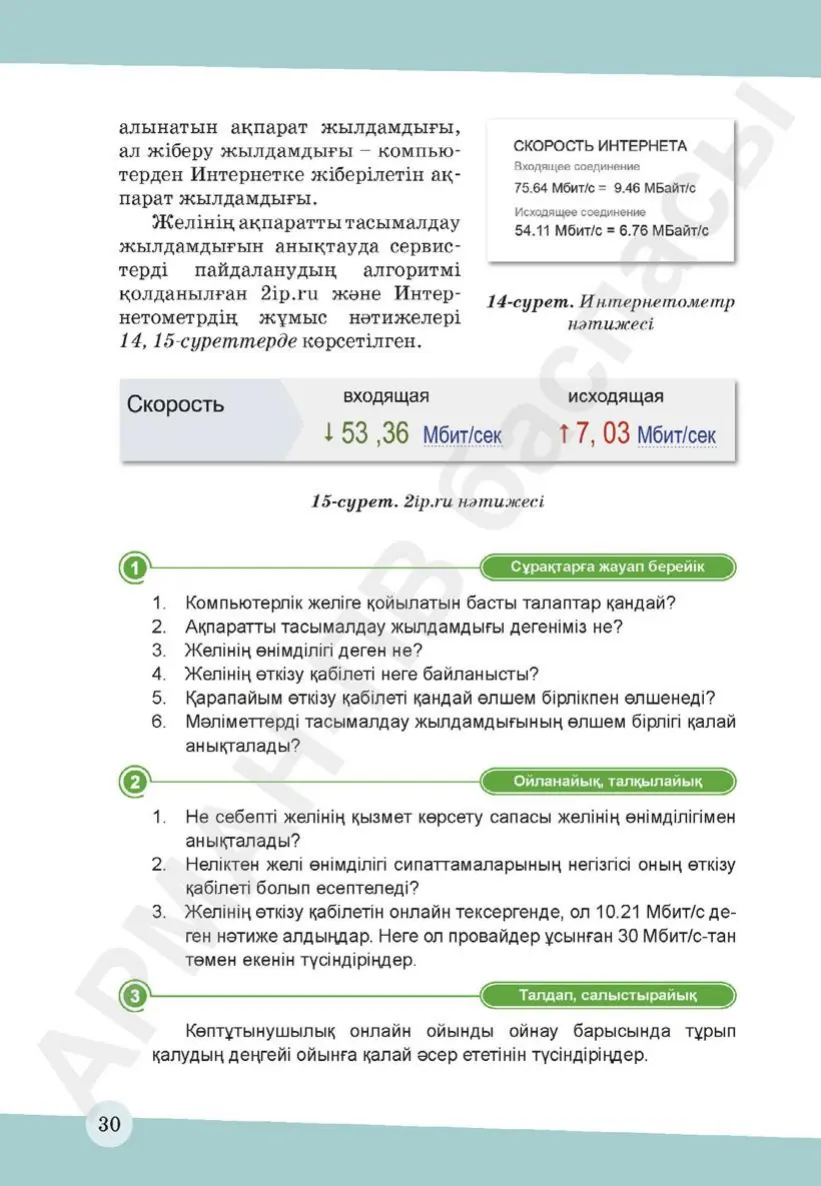 алынатын ақпарат жылдамдығы,
ал жіберу жылдамдығы – компью-
терден Интернетке жіберілетін ақ-
парат жылдамдығы.
Желінің ақпаратты тасымалдау
жылдамдығын анықтауда сервис-
терді пайдаланудың алгоритмі
қолданылған 2ip.ru және Интер-
нетометрдің жұмыс нәтижелері
14, 15-суреттерде көрсетілген.
СКОРОСТЬ ИНТЕРНЕТА
Входящее соединение
75.64 Мбит/с = 9.46 МБайт/с
Исходящее соединение
54.11 Мбит/с = 6.76 МБайт/с
14-сурет. Интернетометр
нәтижесі
Скорость
входящая
исходящая
↓ 53 ,36 Мбит/сек
↑ 7, 03 Мбит/сек
15-сурет. 2ip.ru нәтижесі
1
Сұрақтарға жауап берейік
1. Компьютерлік желіге қойылатын басты талаптар қандай?
2. Ақпаратты тасымалдау жылдамдығы дегеніміз не?
3. Желінің өнімділігі деген не?
4. Желінің өткізу қабілеті неге байланысты?
5. Қарапайым өткізу қабілеті қандай өлшем бірлікпен өлшенеді?
6. Мәліметтерді тасымалдау жылдамдығының өлшем бірлігі қалай
анықталады?
2
Ойланайық, талқылайық
1. Не себепті желінің қызмет көрсету сапасы желінің өнімділігімен
анықталады?
2. Неліктен желі өнімділігі сипаттамаларының негізгісі оның өткізу
қабілеті болып есептеледі?
3. Желінің өткізу қабілетін онлайн тексергенде, ол 10.21 Мбит/с де-
ген нәтиже алдыңдар. Неге ол провайдер ұсынған 30 Мбит/с-тан
төмен екенін түсіндіріңдер.
3
Талдап, салыстырайық
Көптұтынушылық онлайн ойынды ойнау барысында тұрып
қалудың деңгейі ойынға қалай әсер ететінін түсіндіріңдер.
30
АРМАН-ПВ баспасы